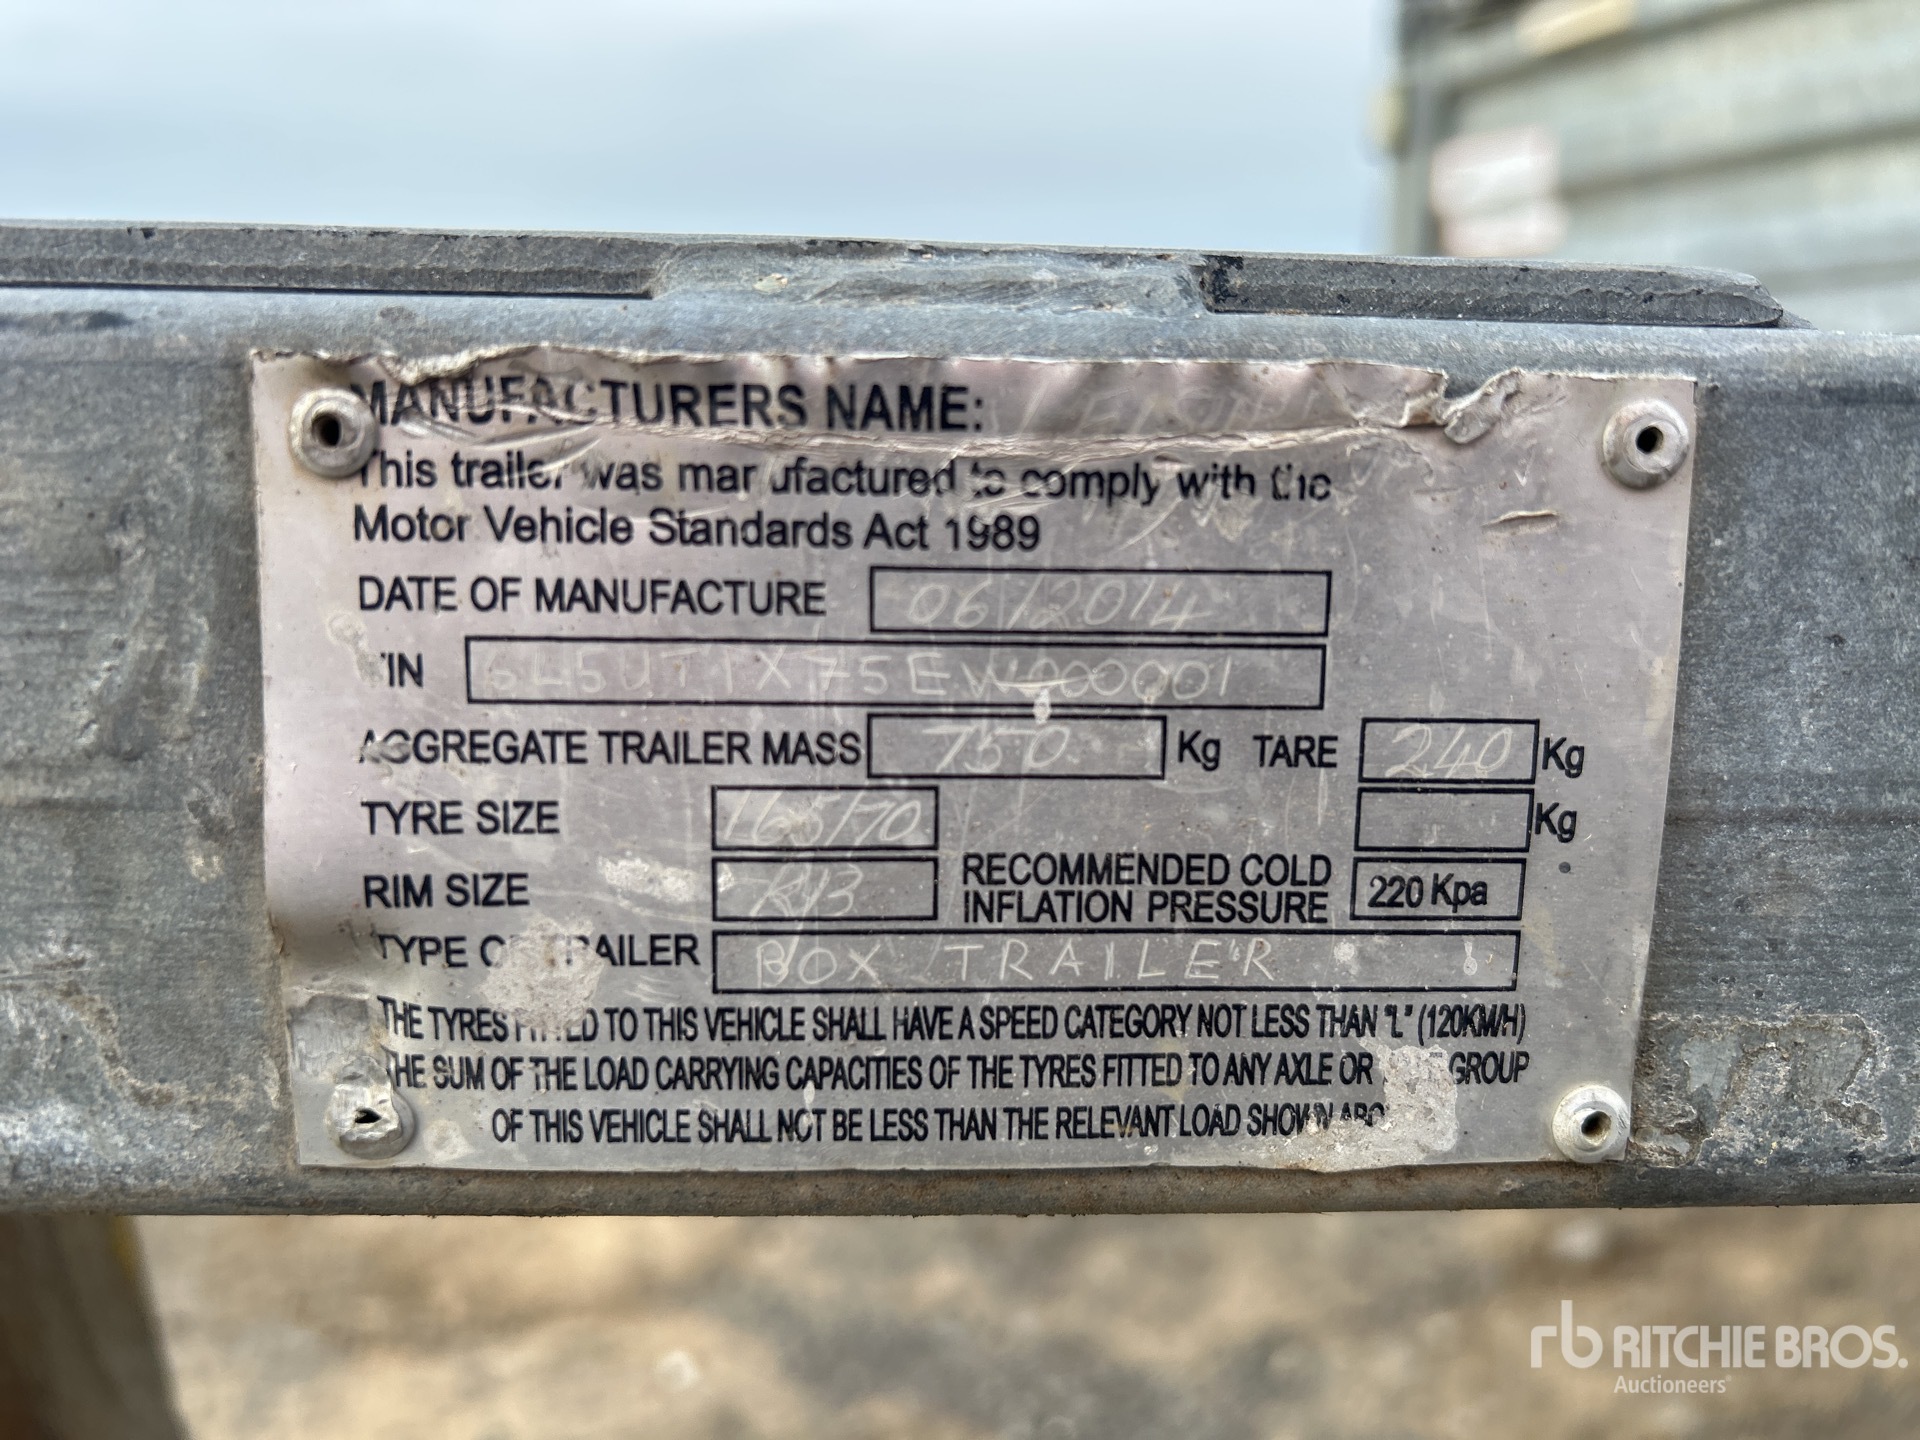 MANUFACTURERS NAME:
This trailer was manufactured to comply with the
Motor Vehicle Standards Act 1989
DATE OF MANUFACTURE 06/2014
VIN 6L5UT1X75EW000001
AGGREGATE TRAILER MASS 750 Kg TARE 240 Kg
TYRE SIZE 165/70 Kg
RIM SIZE R13 RECOMMENDED COLD
INFLATION PRESSURE 220 Kpa
TYPE OF TRAILER BOX TRAILER
THE TYRES FITTED TO THIS VEHICLE SHALL HAVE A SPEED CATEGORY NOT LESS THAN "L" (120KM/H)
THE SUM OF THE LOAD CARRYING CAPACITIES OF THE TYRES FITTED TO ANY AXLE OR GROUP
OF THIS VEHICLE SHALL NOT BE LESS THAN THE RELEVANT LOAD SHOWN ABOVE
rb RITCHIE BROS.
Auctioneers